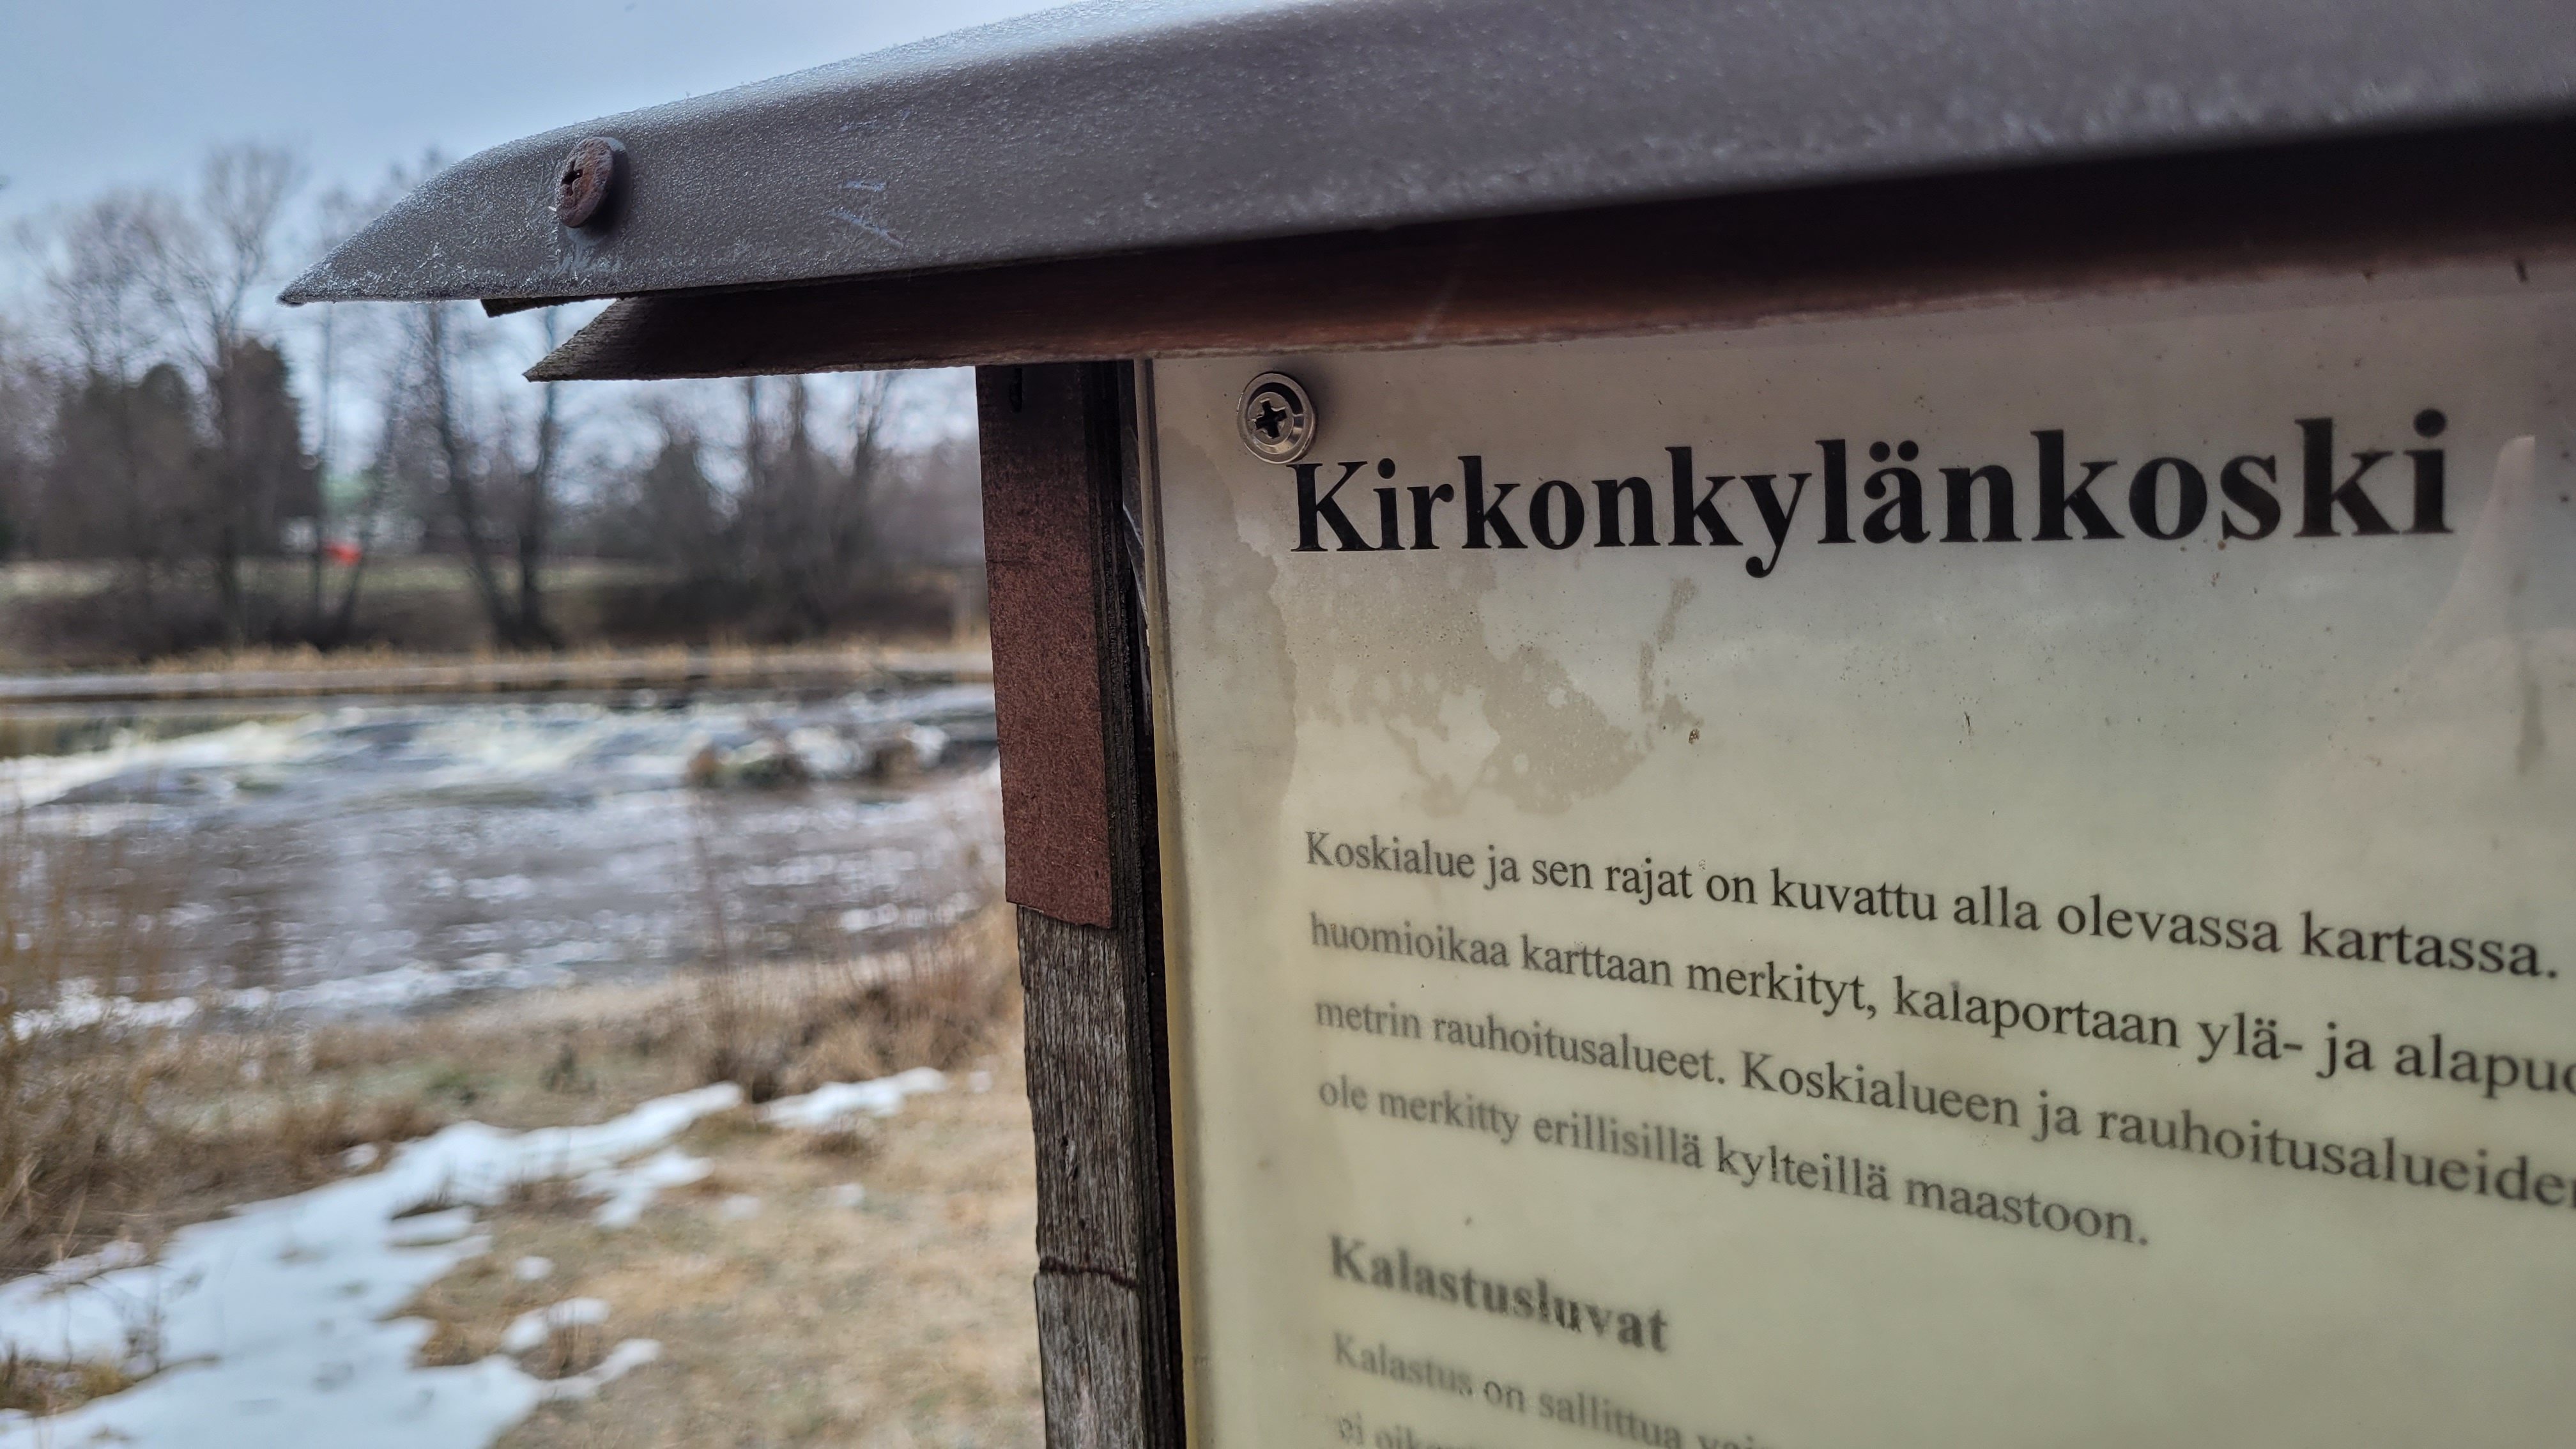 Kirkonkylänkoski
Koskialue ja sen rajat on kuvattu alla olevassa kartassa.
huomioikaa karttaan merkityt, kalaportaan ylä- ja
metrin rauhoitusalueet. Koskialueen ja
ole merkitty erillisillä kylteillä maastoon.
Kalastusluvat
Kalastus on sallittua
ei